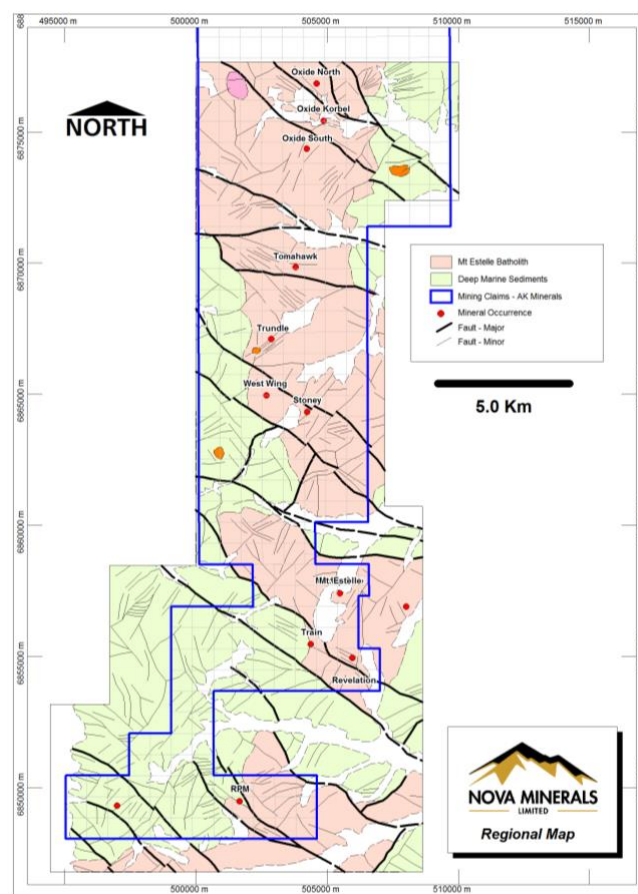 495000 m
500000 m
505000 m
510000 m
515000 m
NORTH
Oxide North
Oxide Korbel
6875000 m
Oxide South
6870000 m
Tomahawk
Mt Estelle Batholith
Deep Marine Sediments
Mining Claims - AK Minerals
Mineral Occurrence
Fault - Major
Fault - Minor
Trundle
6865000 m
West Wing
Stoney
5.0 Km
6860000 m
Train
6855000 m
Revelation
6850000 m
RPM
NOVA MINERALS
LIMITED
Regional Map
495000 m
500000 m
505000 m
510000 m
515000 m